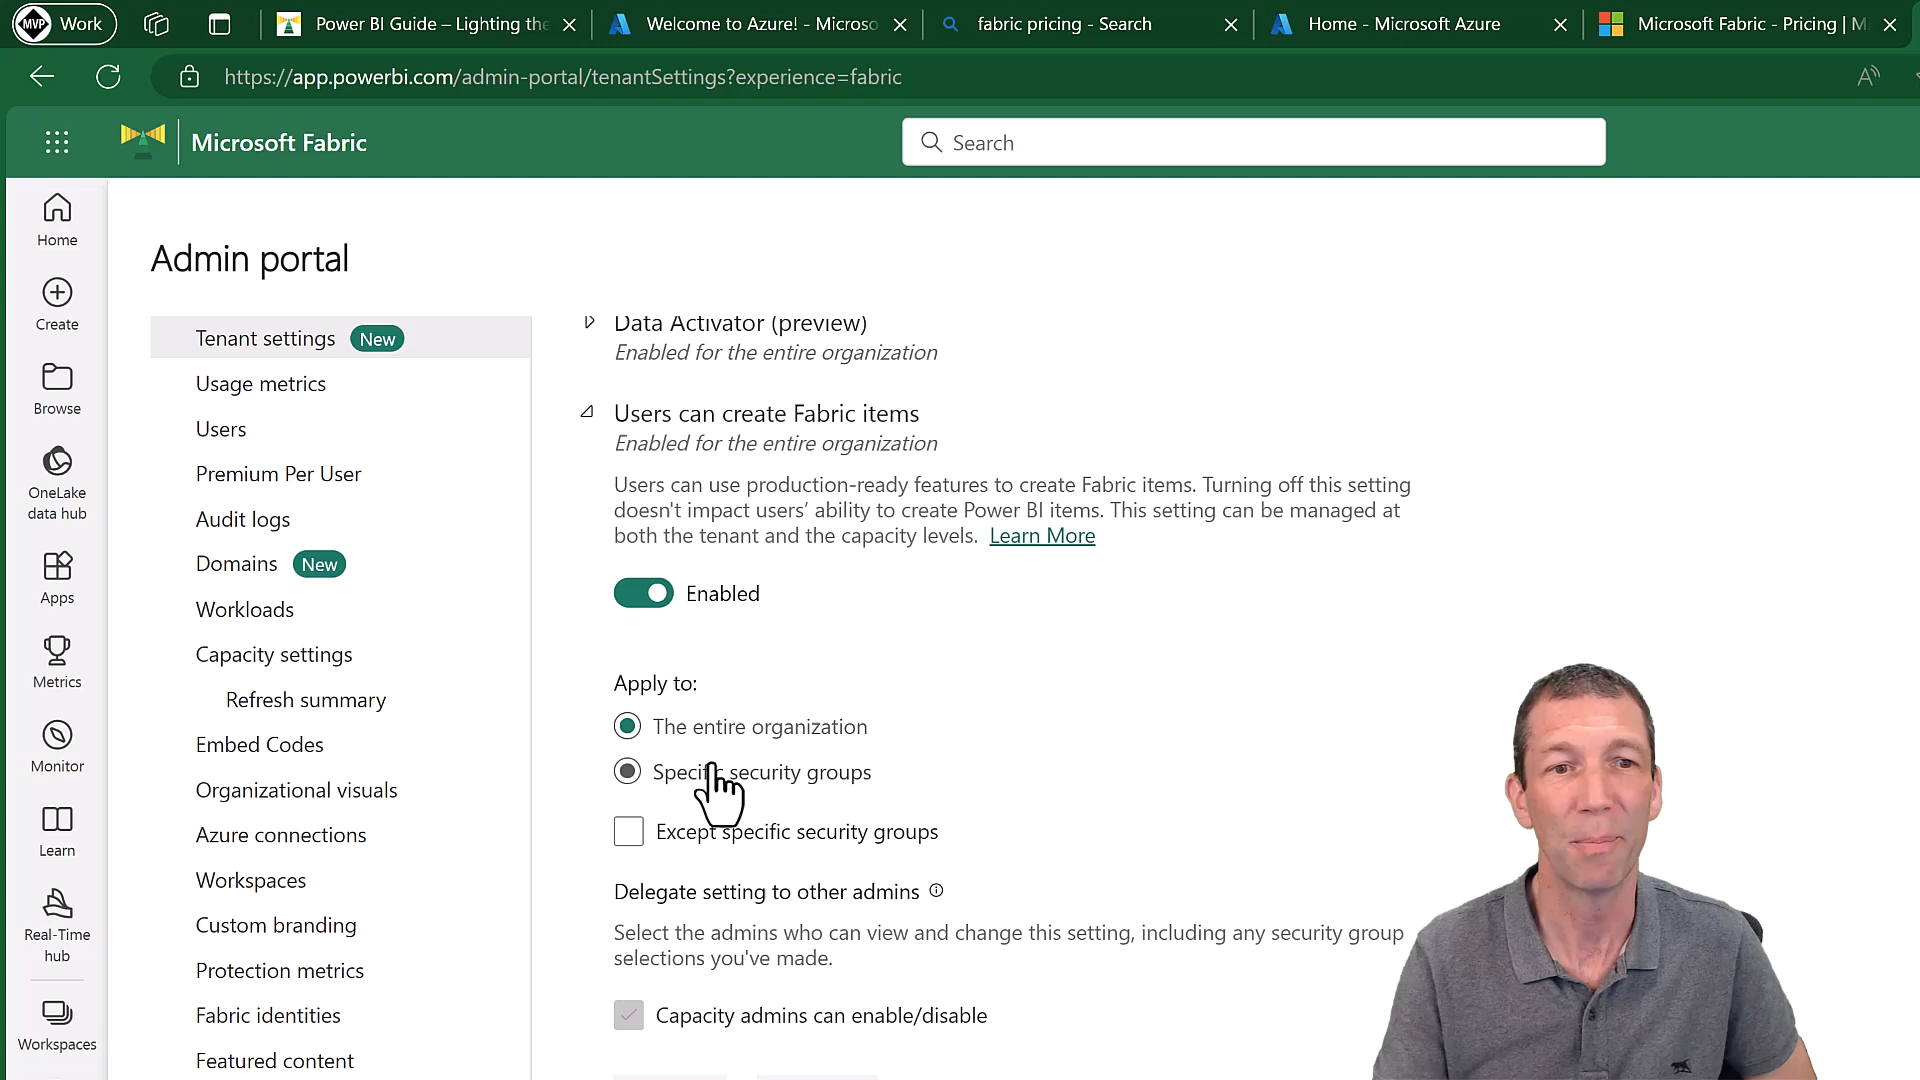 MVP
Work
Power BI Guide – Lighting the
Welcome to Azure! - Microso
fabric pricing - Search
Home - Microsoft Azure
Microsoft Fabric - Pricing | Mi
https://app.powerbi.com/admin-portal/tenantSettings?experience=fabric
Microsoft Fabric
Search
Home
Create
Browse
OneLake
data hub
Apps
Metrics
Monitor
Learn
Real-Time
hub
Workspaces
Admin portal
Tenant settings New
Usage metrics
Users
Premium Per User
Audit logs
Domains New
Workloads
Capacity settings
Refresh summary
Embed Codes
Organizational visuals
Azure connections
Workspaces
Custom branding
Protection metrics
Fabric identities
Featured content
Data Activator (preview)
Enabled for the entire organization
Users can create Fabric items
Enabled for the entire organization
Users can use production-ready features to create Fabric items. Turning off this setting
doesn't impact users’ ability to create Power BI items. This setting can be managed at
both the tenant and the capacity levels. Learn More
Enabled
Apply to:
The entire organization
Specific security groups
Except specific security groups
Delegate setting to other admins
Select the admins who can view and change this setting, including any security group
selections you've made.
Capacity admins can enable/disable